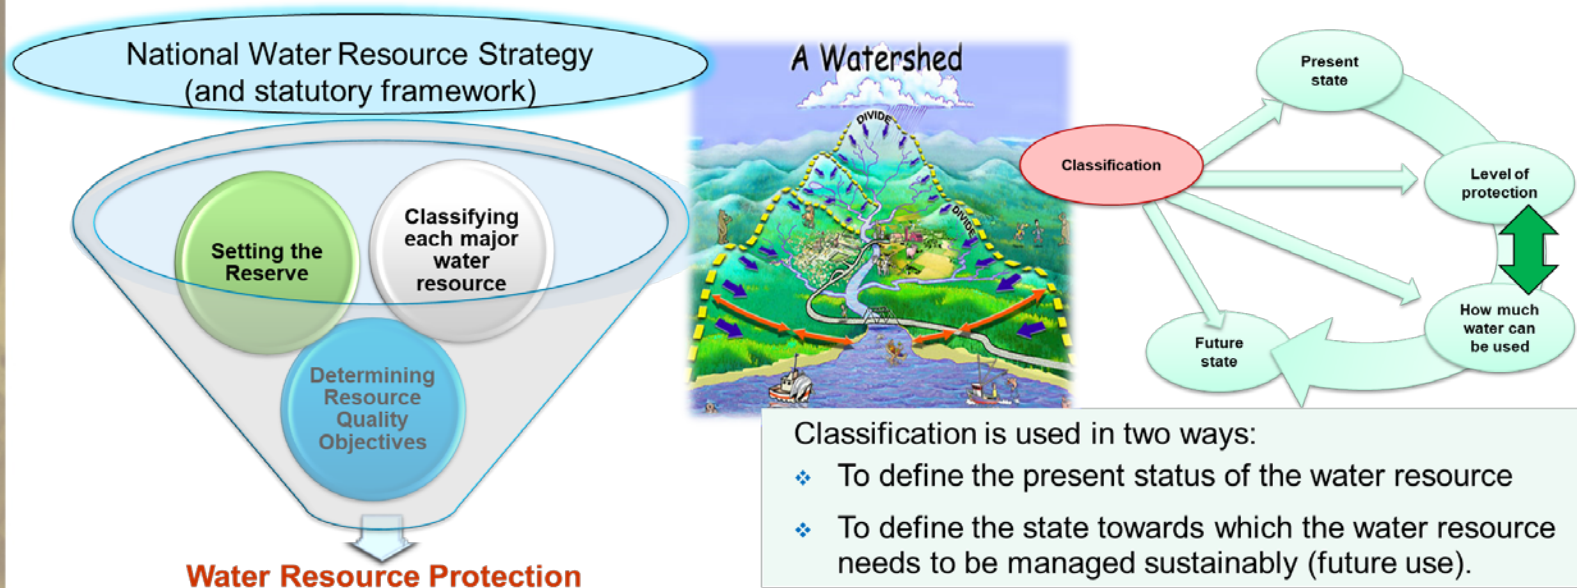 National Water Resource Strategy
(and statutory framework)
Setting the
Reserve
Classifying
each major
water
resource
Determining
Resource
Quality
Objectives
Water Resource Protection
A Watershed
DIVIDE
DIVIDE
Classification
Present
state
Level of
protection
How much
water can
be used
Future
state
Classification is used in two ways:
❖ To define the present status of the water resource
❖ To define the state towards which the water resource
needs to be managed sustainably (future use).